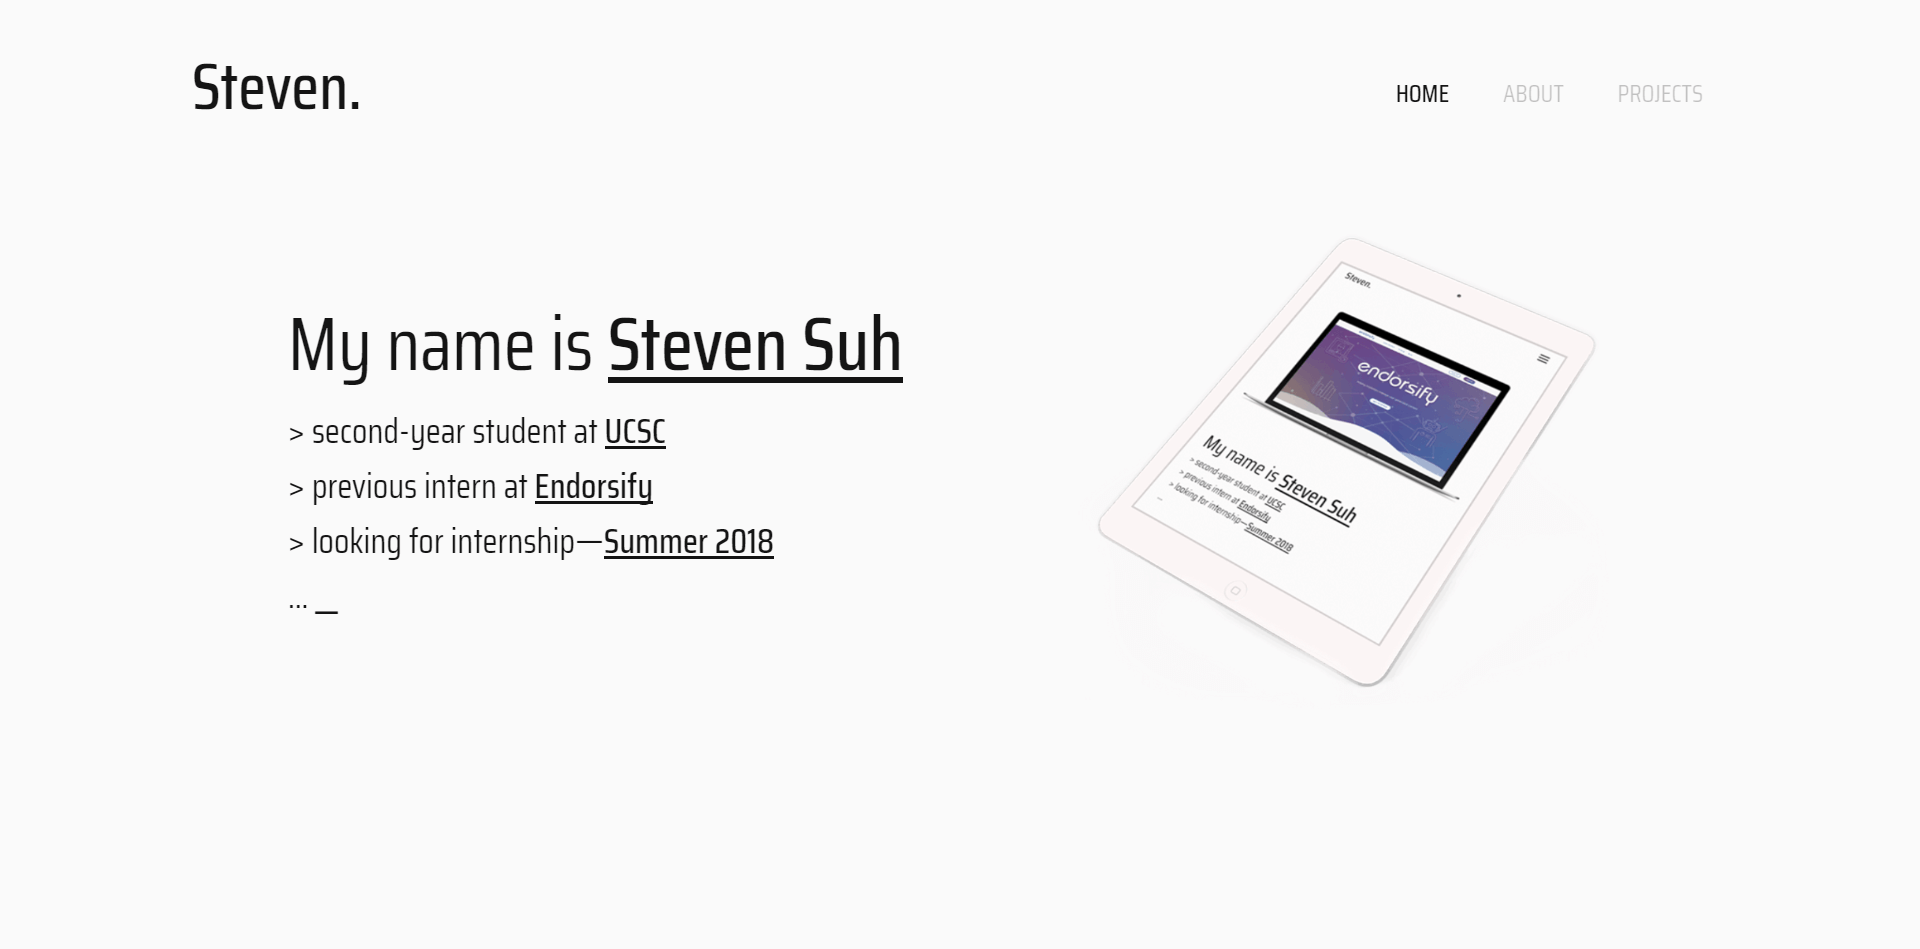 Steven.
HOME ABOUT PROJECTS
My name is Steven Suh
> second-year student at UCSC
> previous intern at Endorsify
> looking for internship—Summer 2018
... _
Steven.
endorsify
My name is Steven Suh
> second-year student at UCSC
> previous intern at Endorsify
> looking for internship—Summer 2018